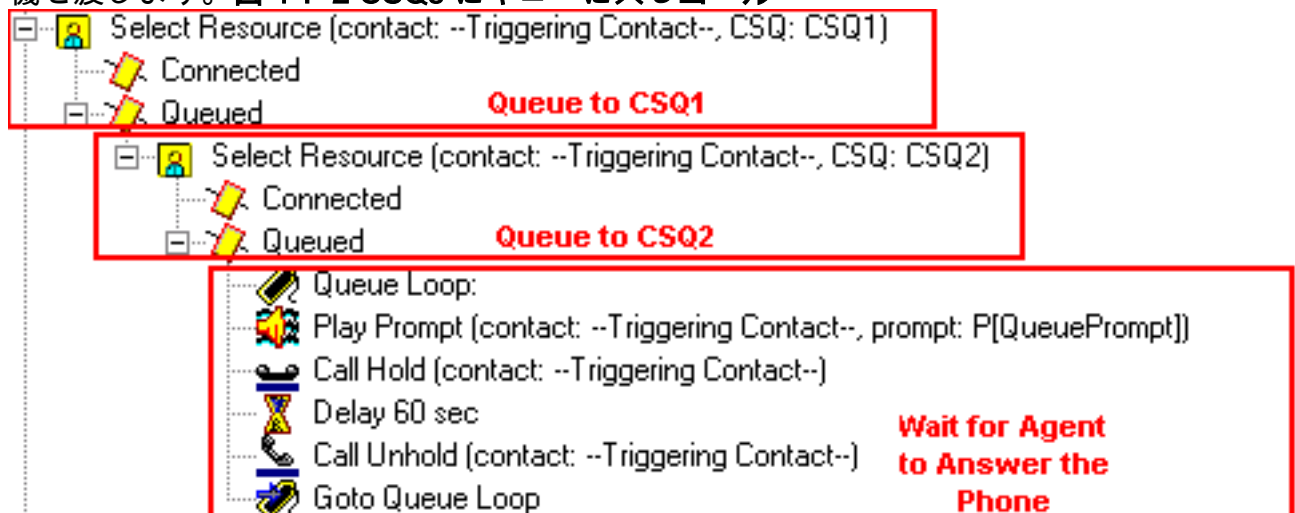 Select Resource (contact: --Triggering Contact--, CSQ: CSQ1)
Connected
Queued
Queue to CSQ1
Select Resource (contact: --Triggering Contact--, CSQ: CSQ2)
Connected
Queued
Queue to CSQ2
Queue Loop:
Play Prompt (contact: --Triggering Contact--, prompt: P[QueuePrompt])
Call Hold (contact: --Triggering Contact--)
Delay 60 sec
Call Unhold (contact: --Triggering Contact--)
Goto Queue Loop
Wait for Agent
to Answer the
Phone